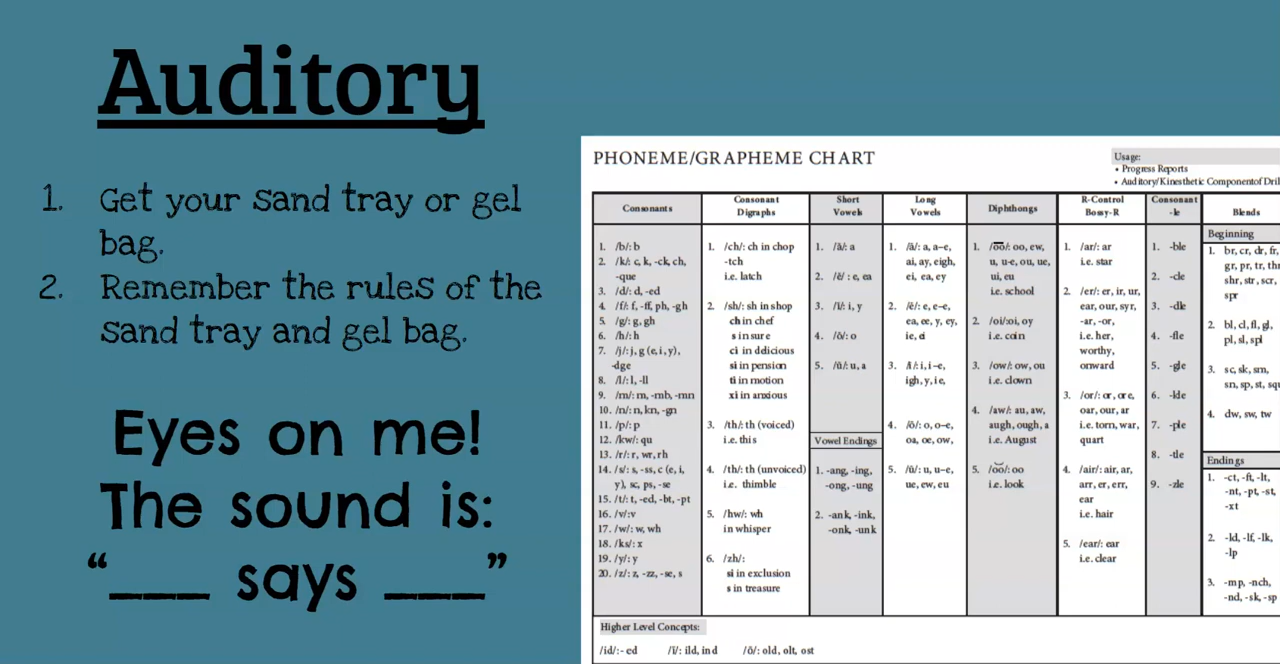 Auditory
1. Get your sand tray or gel
bag.
2. Remember the rules of the
sand tray and gel bag.
Eyes on me!
The sound is:
“___ says ___”
PHONEME/GRAPHEME CHART
Usage:
• Progress Reports
• Auditory/Kinesthetic Componentof Dril
Consonants
1. /b/: b
2. /k/: c, k, -ck, ch,
-que
3. /d/: d, -ed
4. /f/: f, -ff, ph, -gh
5. /g/: g, gh
6. /h/: h
7. /j/: j, g (e, i, y),
-dge
8. /l/: l, -ll
9. /m/: m, -mb, -mn
10. /n/: n, kn, -gn
11. /p/: p
12. /kw/: qu
13. /r/: r, wr, rh
14. /s/: s, -ss, c (e, i,
y), sc, ps, -se
15. /t/: t, -ed, -bt, -pt
16. /v/: v
17. /w/: w, wh
18. /ks/: x
19. /y/: y
20. /z/: z, -zz, -se, s
Consonant
Digraphs
1. /ch/: ch in chop
-tch
i.e. latch
2. /sh/: sh in shop
ch in chef
s in sure
ci in delicious
si in pension
ti in motion
xi in anxious
3. /th/: th (voiced)
i.e. this
4. /th/: th (unvoiced)
i.e. thimble
5. /hw/: wh
in whisper
6. /zh/:
si in exclusion
s in treasure
Short
Vowels
1. /ă/: a
2. /ĕ/ : e, ea
3. /ĭ/: i, y
4. /ŏ/: o
5. /ŭ/: u, a
Vowel Endings
1. -ang, -ing,
-ong, -ung
2. -ank, -ink,
-onk, -unk
Long
Vowels
1. /ā/: a, a–e,
ai, ay, eigh,
ei, ea, ey
2. /ē/: e, e–e,
ea, ee, y, ey,
ie, ei
3. /ī/: i, i–e,
igh, y, ie,
4. /ō/: o, o–e,
oa, oe, ow,
5. /ū/: u, u–e,
ue, ew, eu
Diphthongs
1. /o͞o/: oo, ew,
u, u-e, ou, ue,
ui, eu
i.e. school
2. /oi/:oi, oy
i.e. coin
3. /ow/: ow, ou
i.e. clown
4. /aw/: au, aw,
augh, ough, a
i.e. August
5. /o͝o/: oo
i.e. look
R-Control
Bossy-R
1. /ar/: ar
i.e. star
2. /er/: er, ir, ur,
ear, our, syr,
-ar, -or,
i.e. her,
worthy,
onward
3. /or/: or, ore,
oar, our, ar
i.e. torn, war,
quart
4. /air/: air, ar,
arr, er, err,
ear
i.e. hair
5. /ear/: ear
i.e. clear
Consonant
-le
1. -ble
2. -cle
3. -dle
4. -fle
5. -gle
6. -kle
7. -ple
8. -tle
9. -zle
Blends
Beginning
1. br, cr, dr, fr,
gr, pr, tr, thr
shr, str, scr,
spr
2. bl, cl, fl, gl,
pl, sl, spl
3. sc, sk, sm,
sn, sp, st, squ
4. dw, sw, tw
Endings
1. -ct, -ft, -lt,
-nt, -pt, -st,
-xt
2. -ld, -lf, -lk,
-lp
3. -mp, -nch,
-nd, -sk, -sp
Higher Level Concepts:
/id/:- ed /ī/: ild, ind /ō/: old, olt, ost